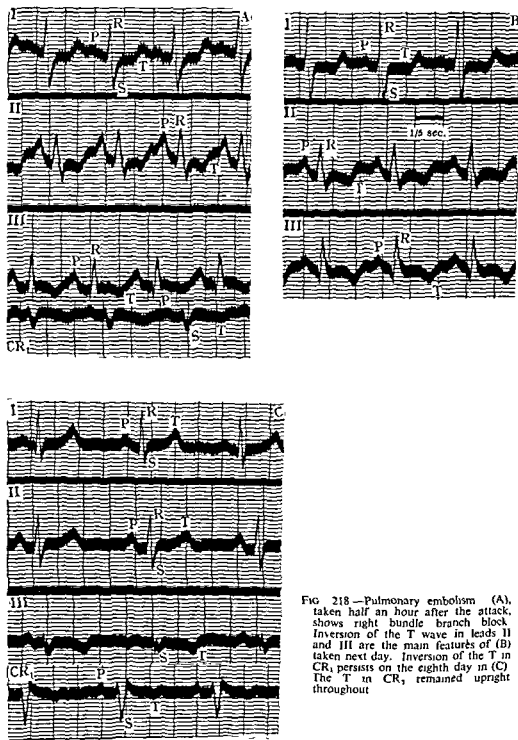 I
P
R
A
S
T
II
P
R
T
III
P
R
T
P
S
T
CR₁
I
P
R
T
B
S
II
P
R
1/5 sec.
T
III
P
R
T
I
P
R
T
C
S
II
P
R
T
S
III
S
T
CR₁
P
T
S
FIG 218—Pulmonary embolism (A),
taken half an hour after the attack,
shows right bundle branch block
Inversion of the T wave in leads II
and III are the main features of (B)
taken next day. Inversion of the T in
CR₁ persists on the eighth day in (C)
The T in CR₇ remained upright
throughout